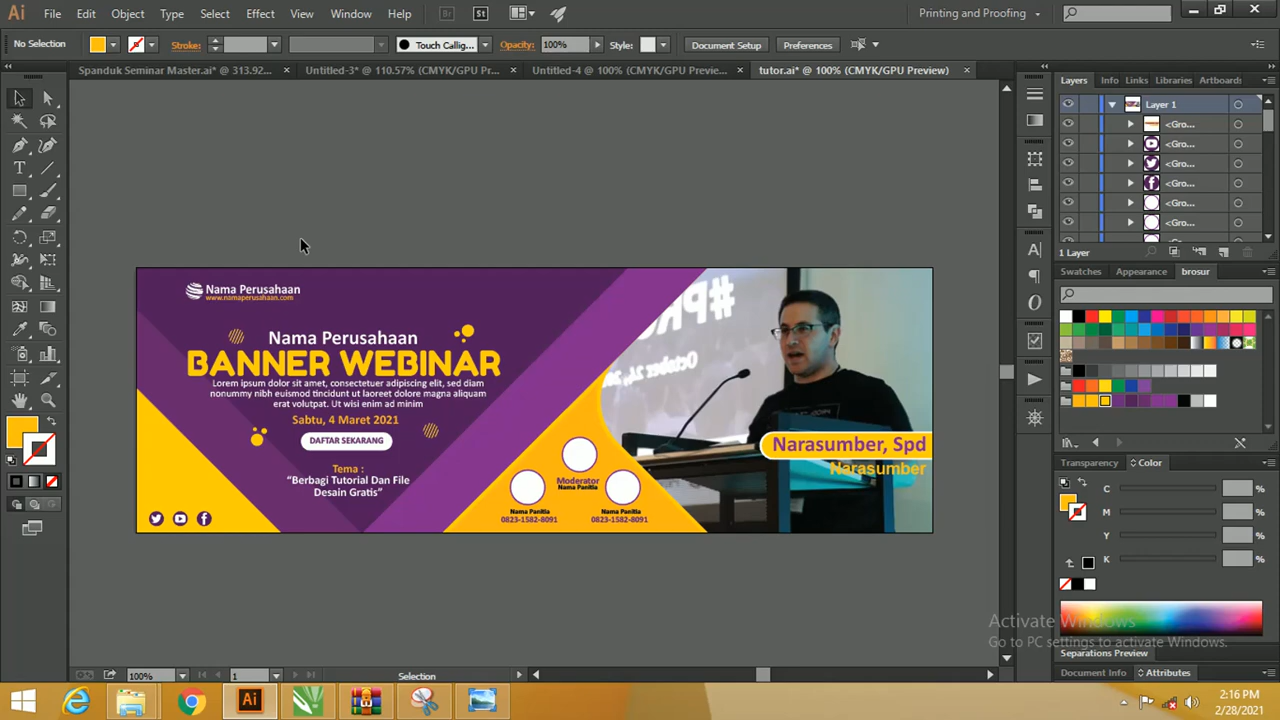 Ai File Edit Object Type Select Effect View Window Help Br St Printing and Proofing
No Selection Stroke: Touch Callig... Opacity: 100% Style: Document Setup Preferences
Spanduk Seminar Master.ai* @ 313.92... × Untitled-3* @ 110.57% (CMYK/GPU Pr... × Untitled-4 @ 100% (CMYK/GPU Previe... × tutor.ai* @ 100% (CMYK/GPU Preview) ×
Layers Info Links Libraries Artboards
Layer 1
<Gro...
<Gro...
<Gro...
<Gro...
<Gro...
<Gro...
1 Layer
Swatches Appearance brosur
Transparency Color
C %
M %
Y %
K %
Separations Preview
Document Info Attributes
Nama Perusahaan
www.namaperusahaan.com
Nama Perusahaan
BANNER WEBINAR
Lorem ipsum dolor sit amet, consectetuer adipiscing elit, sed diam
nonummy nibh euismod tincidunt ut laoreet dolore magna aliquam
erat volutpat. Ut wisi enim ad minim
Sabtu, 4 Maret 2021
DAFTAR SEKARANG
Tema :
“Berbagi Tutorial Dan File
Desain Gratis”
Moderator
Nama Panitia
Nama Panitia
0823-1582-8091
Nama Panitia
0823-1582-8091
October 24, 20
Narasumber, Spd
Narasumber
Activate Windows
Go to PC settings to activate Windows.
100% 1 Selection
Ai
2:16 PM
2/28/2021